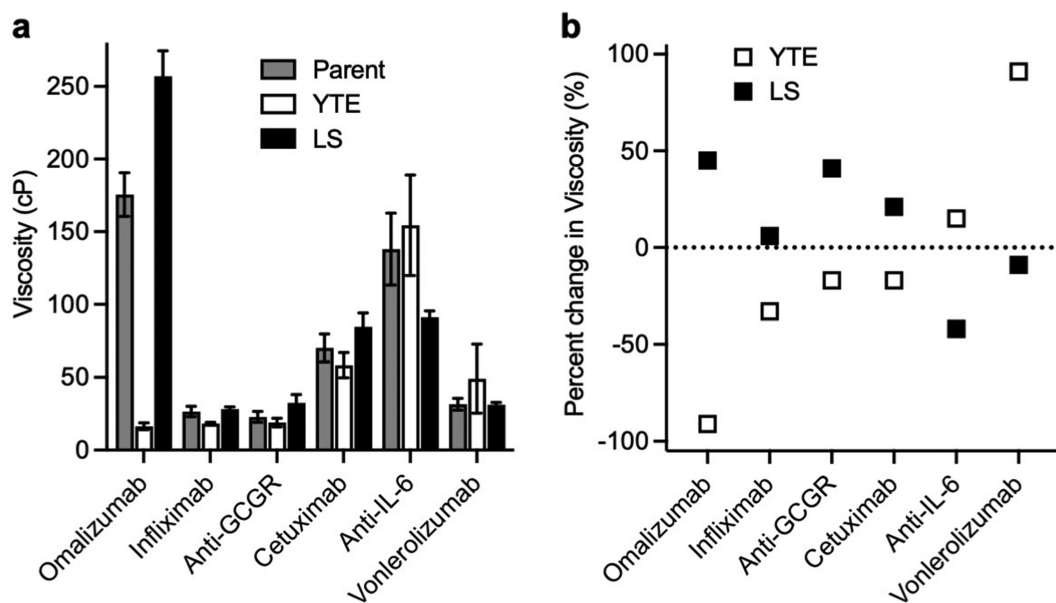 a
Viscosity (cP)
250
200
150
100
50
0
Parent
YTE
LS
Omalizumab
Infliximab
Anti-GCGR
Cetuximab
Anti-IL-6
Vonlerolizumab
b
Percent change in Viscosity (%)
100
50
0
-50
-100
YTE
LS
Omalizumab
Infliximab
Anti-GCGR
Cetuximab
Anti-IL-6
Vonlerolizumab